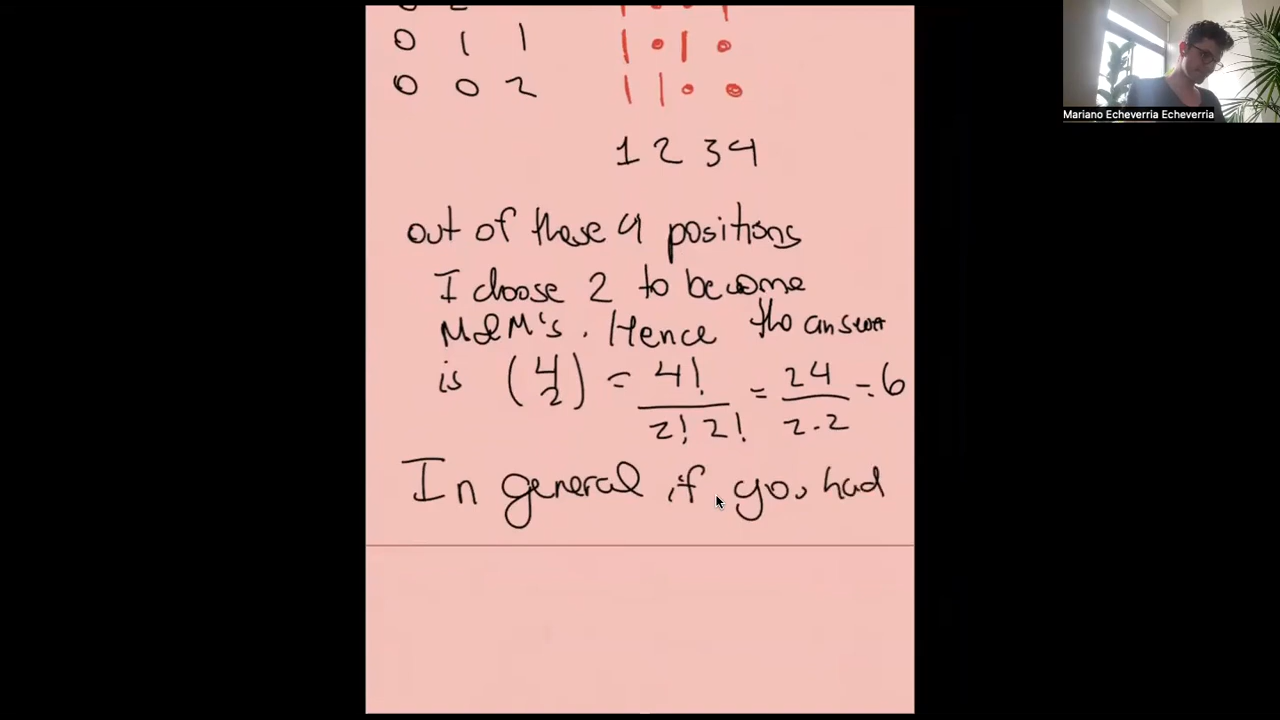 0 1 1 | • | •
0 0 2 | | • •
1 2 3 4
out of these 4 positions
I choose 2 to become
M&M's. Hence the answer
is (4 2) = 4! / 2! 2! = 24 / 2·2 = 6
In general if you had
Mariano Echeverria Echeverria